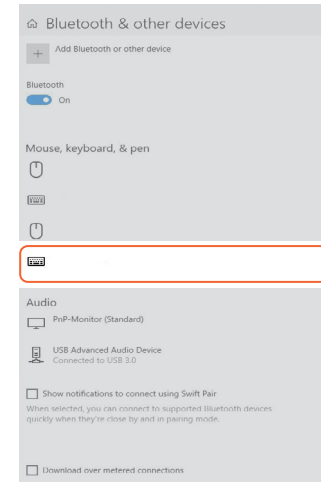 Bluetooth & other devices
Add Bluetooth or other device
Bluetooth
On
Mouse, keyboard, & pen
Audio
PnP-Monitor (Standard)
USB Advanced Audio Device
Connected to USB 3.0
Show notifications to connect using Swift Pair
When selected, you can connect to supported Bluetooth devices
quickly when they're close by and in pairing mode.
Download over metered connections